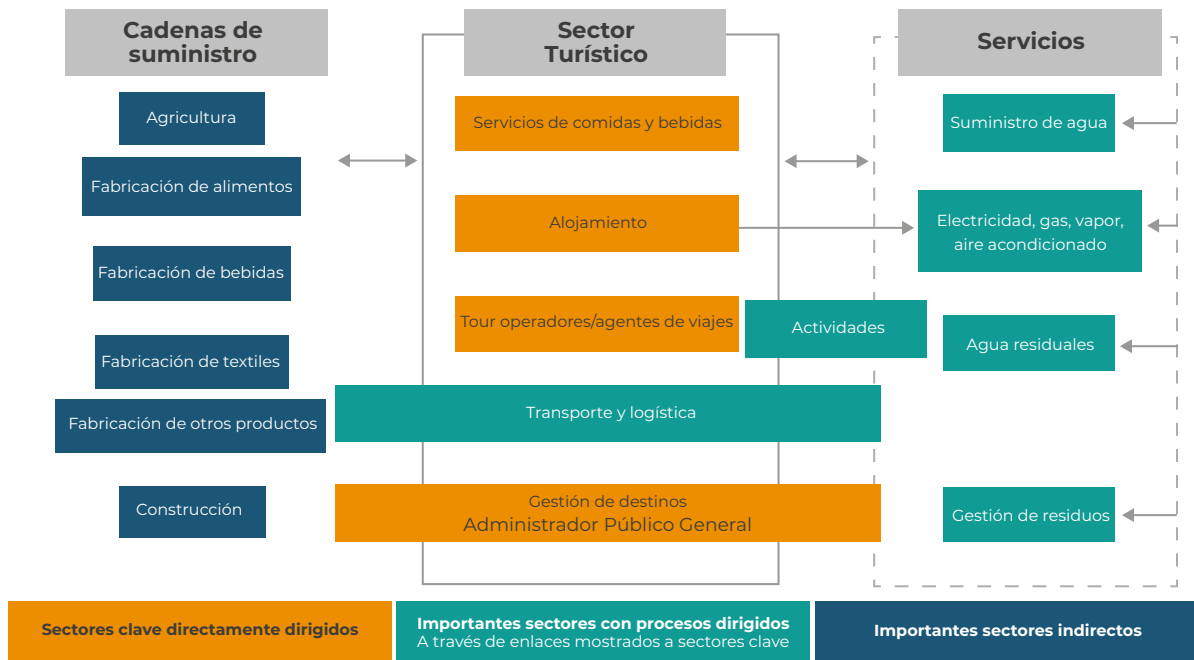 Cadenas de
suministro
Agricultura
Fabricación de alimentos
Fabricación de bebidas
Fabricación de textiles
Fabricación de otros productos
Construcción
Sector
Turístico
Servicios de comidas y bebidas
Alojamiento
Tour operadores/agentes de viajes
Actividades
Transporte y logística
Gestión de destinos
Administrador Público General
Servicios
Suministro de agua
Electricidad, gas, vapor,
aire acondicionado
Agua residuales
Gestión de residuos
Sectores clave directamente dirigidos
Importantes sectores con procesos dirigidos
A través de enlaces mostrados a sectores clave
Importantes sectores indirectos